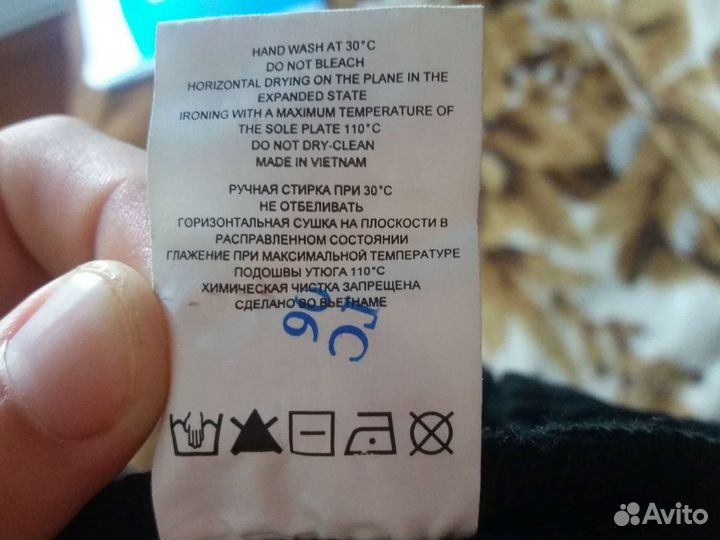 HAND WASH AT 30°C
DO NOT BLEACH
HORIZONTAL DRYING ON THE PLANE IN THE
EXPANDED STATE
IRONING WITH A MAXIMUM TEMPERATURE OF
THE SOLE PLATE 110°C
DO NOT DRY-CLEAN
MADE IN VIETNAM
РУЧНАЯ СТИРКА ПРИ 30°C
НЕ ОТБЕЛИВАТЬ
ГОРИЗОНТАЛЬНАЯ СУШКА НА ПЛОСКОСТИ В
РАСПРАВЛЕННОМ СОСТОЯНИИ
ГЛАЖЕНИЕ ПРИ МАКСИМАЛЬНОЙ ТЕМПЕРАТУРЕ
ПОДОШВЫ УТЮГА 110°C
ХИМИЧЕСКАЯ ЧИСТКА ЗАПРЕЩЕНА
СДЕЛАНО ВО ВЬЕТНАМЕ
Avito